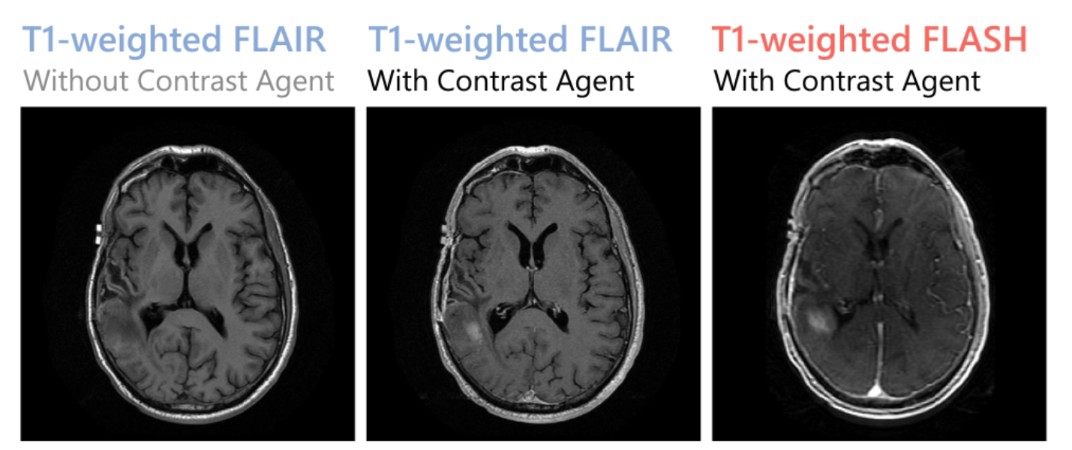 T1-weighted FLAIR
Without Contrast Agent
T1-weighted FLAIR
With Contrast Agent
T1-weighted FLASH
With Contrast Agent